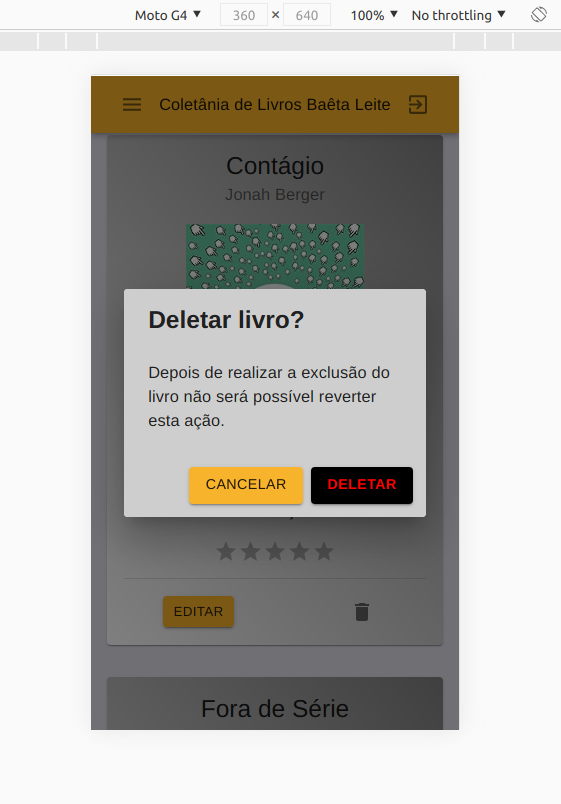 Moto G4 ▼ 360 × 640 100% ▼ No throttling ▼
Coletânia de Livros Baêta Leite
Contágio
Jonah Berger
Deletar livro?
Depois de realizar a exclusão do
livro não será possível reverter
esta ação.
CANCELAR DELETAR
EDITAR
Fora de Série